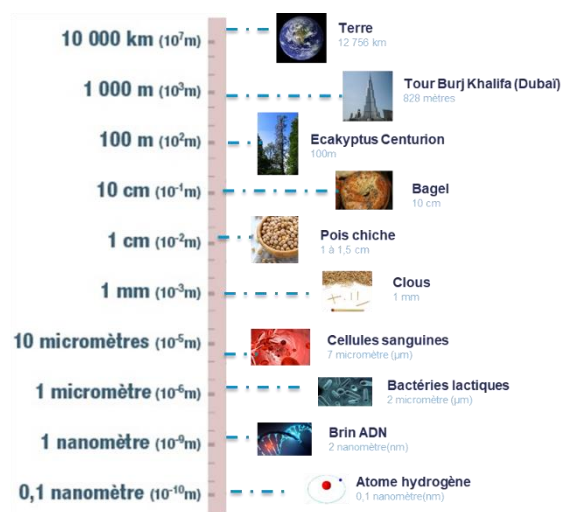 10 000 km (10⁷m)
Terre
12 756 km
1 000 m (10³m)
Tour Burj Khalifa (Dubaï)
828 mètres
100 m (10²m)
Ecakyptus Centurion
100m
10 cm (10⁻¹m)
Bagel
10 cm
1 cm (10⁻²m)
Pois chiche
1 à 1,5 cm
1 mm (10⁻³m)
Clous
1 mm
10 micromètres (10⁻⁵m)
Cellules sanguines
7 micromètre (μm)
1 micromètre (10⁻⁶m)
Bactéries lactiques
2 micromètre (μm)
1 nanomètre (10⁻⁹m)
Brin ADN
2 nanomètre(nm)
0,1 nanomètre (10⁻¹⁰m)
Atome hydrogène
0,1 nanomètre(nm)